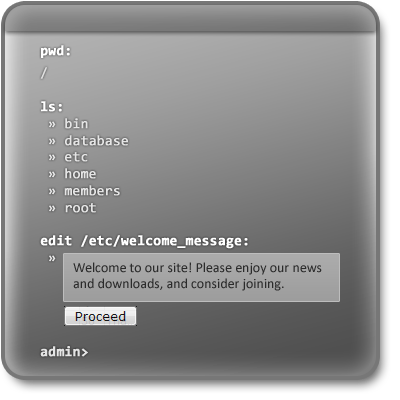 pwd:
/
ls:
» bin
» database
» etc
» home
» members
» root
edit /etc/welcome_message:
»
Welcome to our site! Please enjoy our news
and downloads, and consider joining.
Proceed
admin>